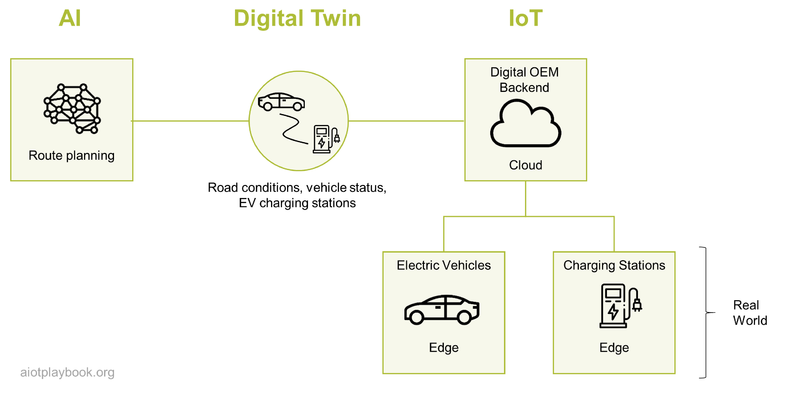 AI
Digital Twin
IoT
Route planning
Road conditions, vehicle status,
EV charging stations
Digital OEM
Backend
Cloud
Electric Vehicles
Edge
Charging Stations
Edge
Real
World
aiotplaybook.org